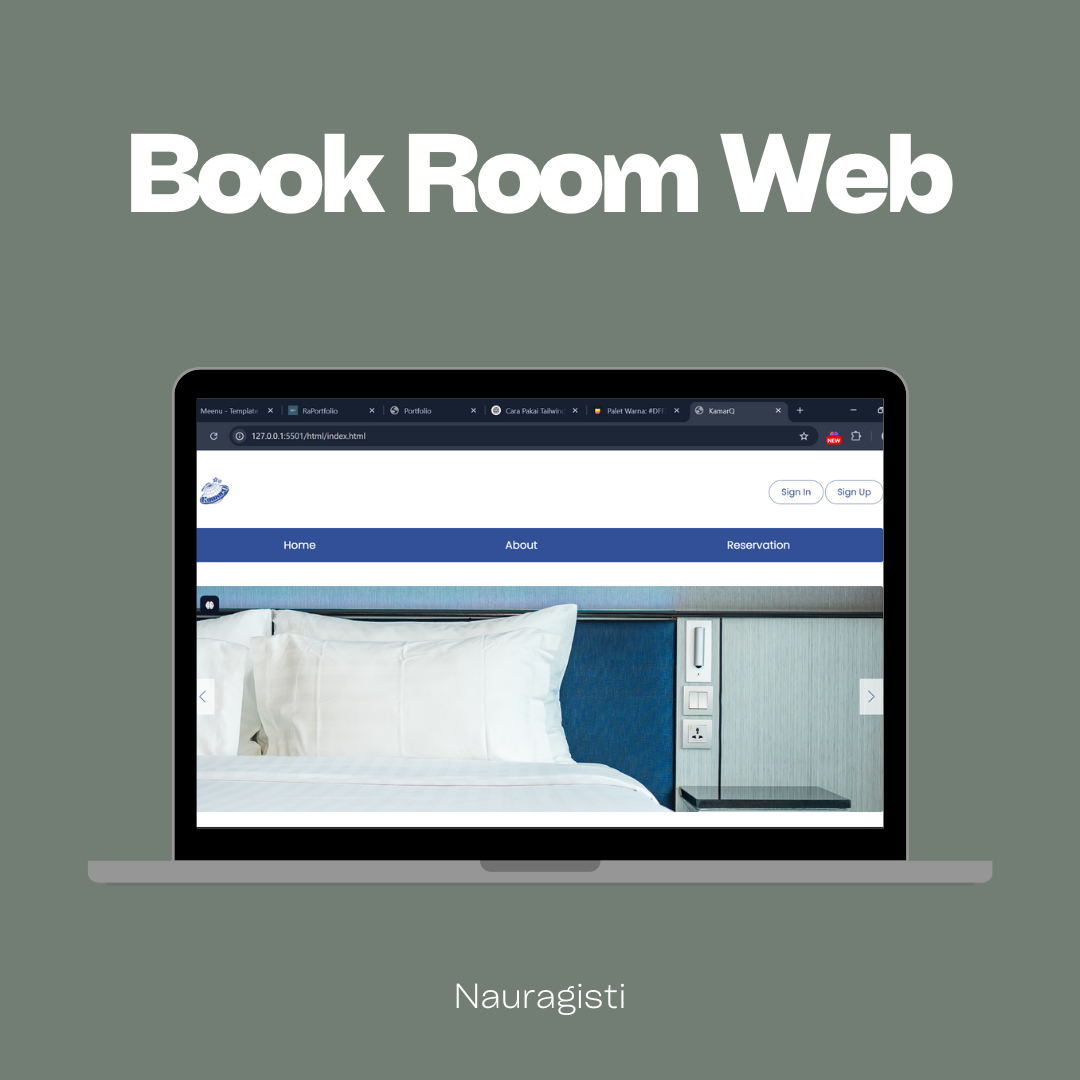 Book Room Web
Meenu - Template
RaPortfolio
Portfolio
Cara Pakai Tailwin
Palet Warna: #DF
KamarQ
127.0.0.1:5501/html/index.html
NEW
Sign In
Sign Up
Home
About
Reservation
Nauragisti